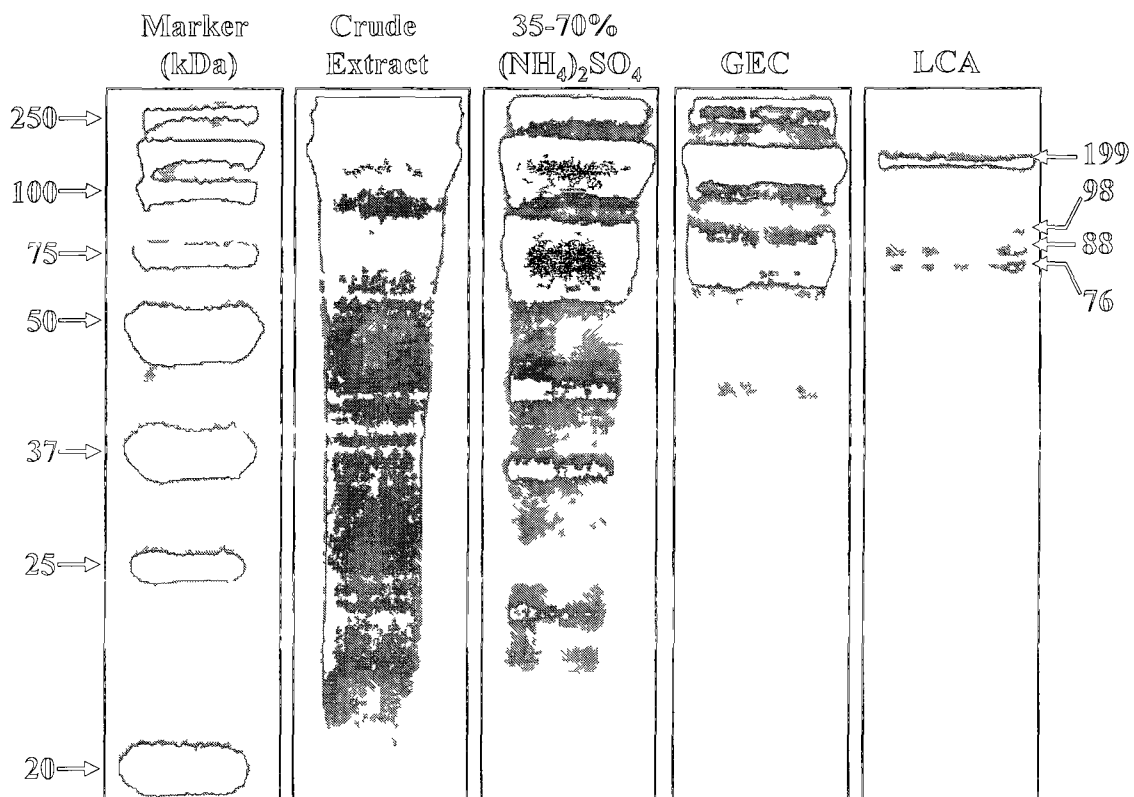 Marker
(kDa)
Crude
Extract
35-70%
(NH₄)₂SO₄
GEC
LCA
250
100
75
50
37
25
20
199
98
88
76